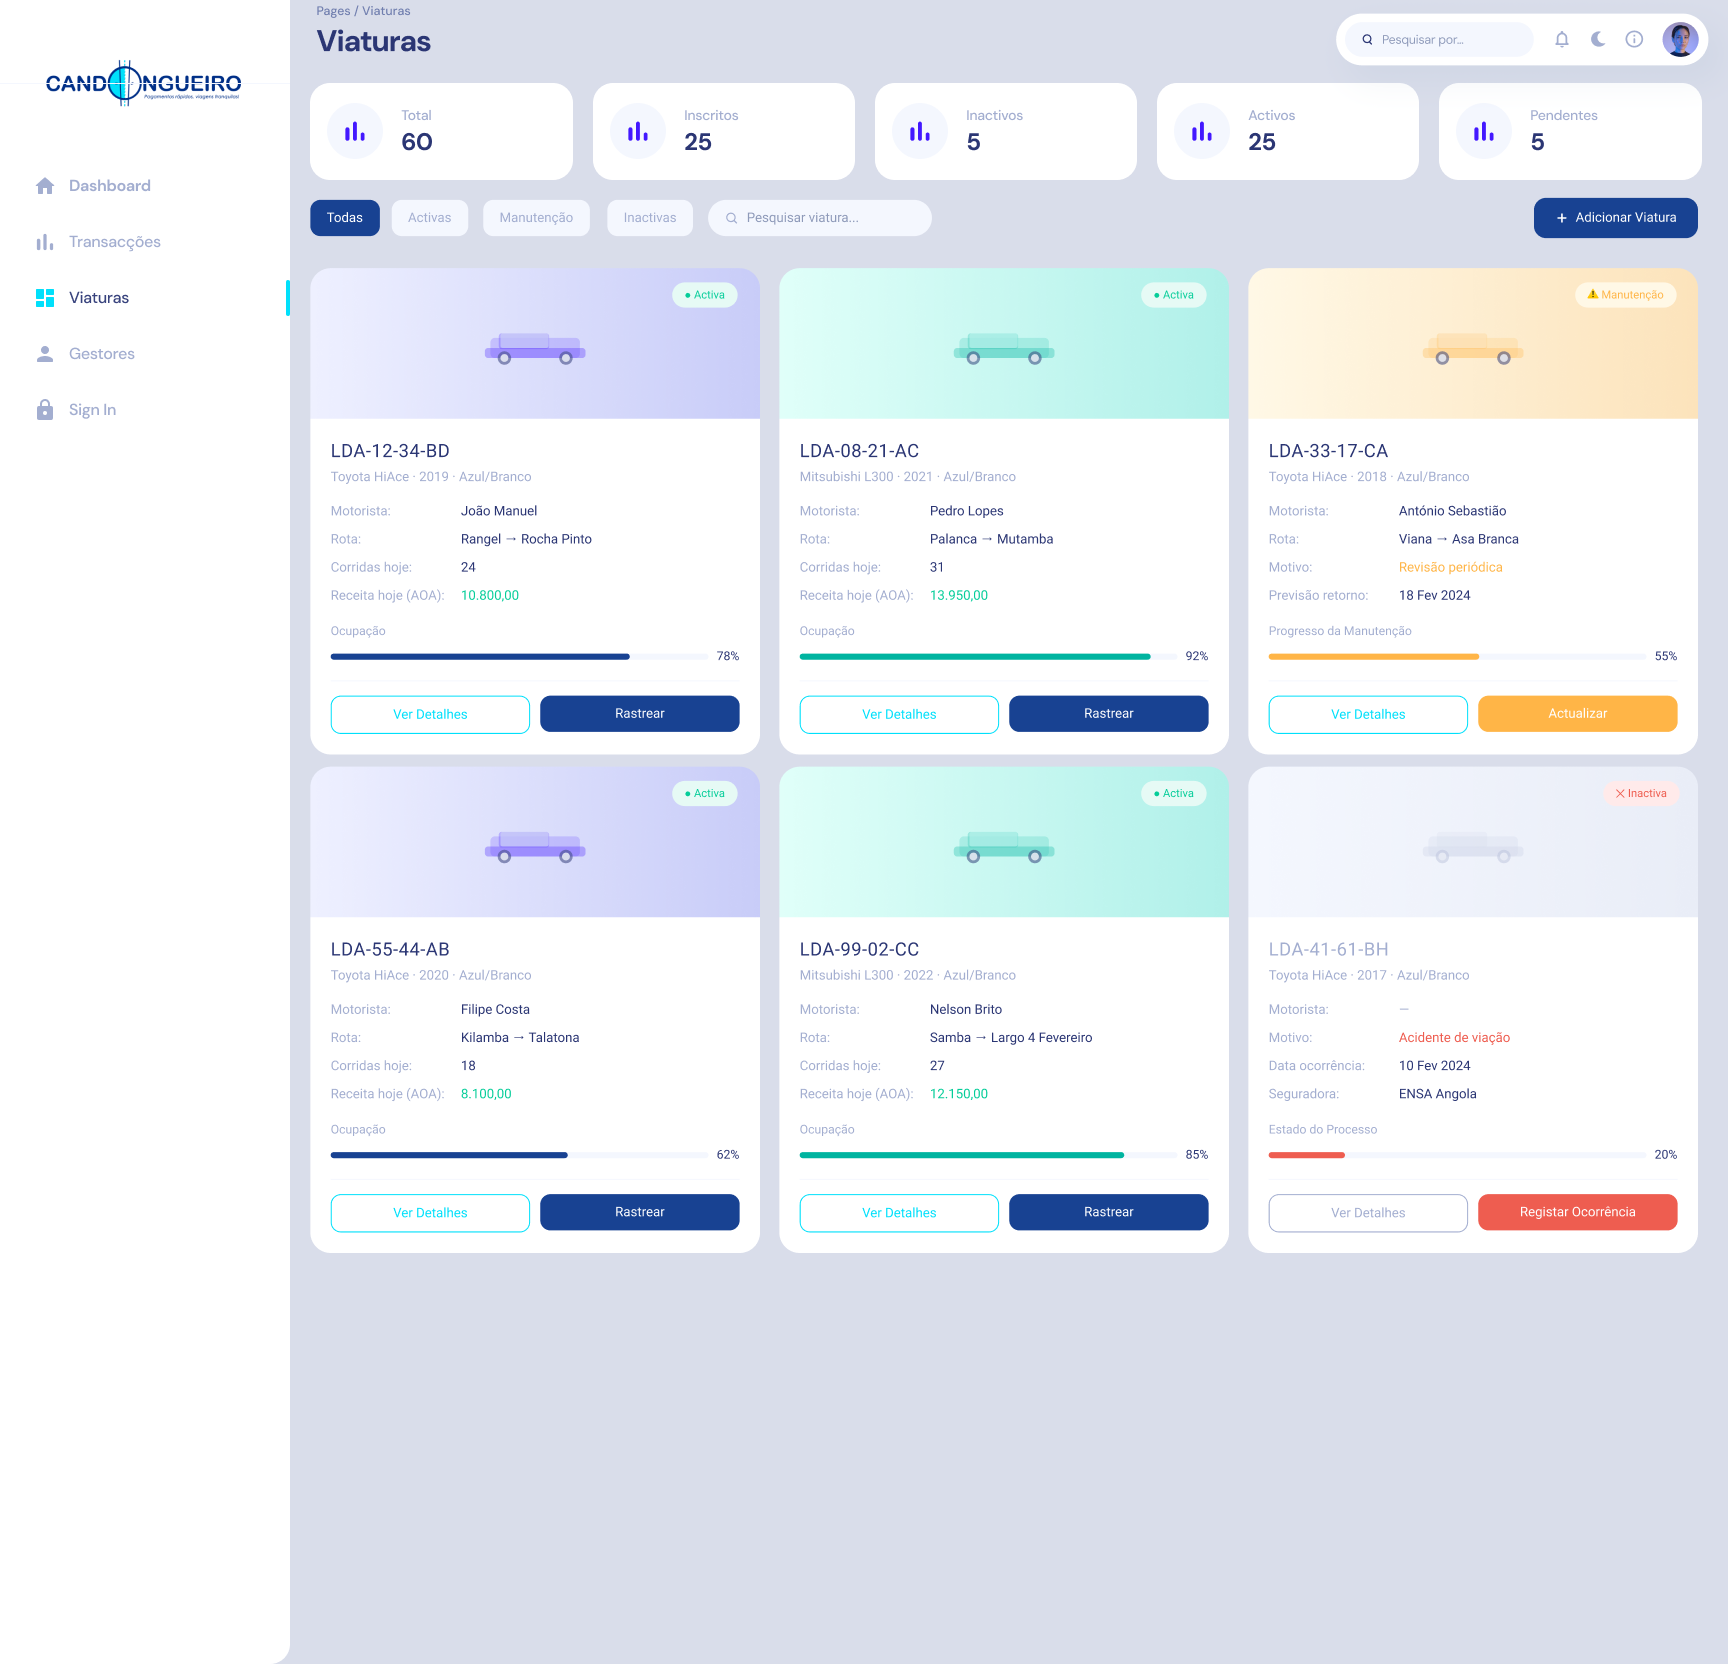 CANDONGUEIRO
Pagamentos rápidos, viagens tranquilas!
Dashboard
Transacções
Viaturas
Gestores
Sign In
Pages / Viaturas
Viaturas
Pesquisar por...
Total
60
Inscritos
25
Inactivos
5
Activos
25
Pendentes
5
Todas
Activas
Manutenção
Inactivas
Pesquisar viatura...
+ Adicionar Viatura
● Activa
LDA-12-34-BD
Toyota HiAce · 2019 · Azul/Branco
Motorista: João Manuel
Rota: Rangel → Rocha Pinto
Corridas hoje: 24
Receita hoje (AOA): 10.800,00
Ocupação
78%
Ver Detalhes
Rastrear
● Activa
LDA-08-21-AC
Mitsubishi L300 · 2021 · Azul/Branco
Motorista: Pedro Lopes
Rota: Palanca → Mutamba
Corridas hoje: 31
Receita hoje (AOA): 13.950,00
Ocupação
92%
Ver Detalhes
Rastrear
⚠ Manutenção
LDA-33-17-CA
Toyota HiAce · 2018 · Azul/Branco
Motorista: António Sebastião
Rota: Viana → Asa Branca
Motivo: Revisão periódica
Previsão retorno: 18 Fev 2024
Progresso da Manutenção
55%
Ver Detalhes
Actualizar
● Activa
LDA-55-44-AB
Toyota HiAce · 2020 · Azul/Branco
Motorista: Filipe Costa
Rota: Kilamba → Talatona
Corridas hoje: 18
Receita hoje (AOA): 8.100,00
Ocupação
62%
Ver Detalhes
Rastrear
● Activa
LDA-99-02-CC
Mitsubishi L300 · 2022 · Azul/Branco
Motorista: Nelson Brito
Rota: Samba → Largo 4 Fevereiro
Corridas hoje: 27
Receita hoje (AOA): 12.150,00
Ocupação
85%
Ver Detalhes
Rastrear
✕ Inactiva
LDA-41-61-BH
Toyota HiAce · 2017 · Azul/Branco
Motorista: —
Motivo: Acidente de viação
Data ocorrência: 10 Fev 2024
Seguradora: ENSA Angola
Estado do Processo
20%
Ver Detalhes
Registar Ocorrência